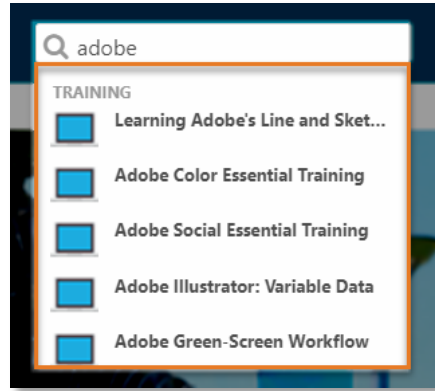 adobe
TRAINING
Learning Adobe's Line and Sket...
Adobe Color Essential Training
Adobe Social Essential Training
Adobe Illustrator: Variable Data
Adobe Green-Screen Workflow